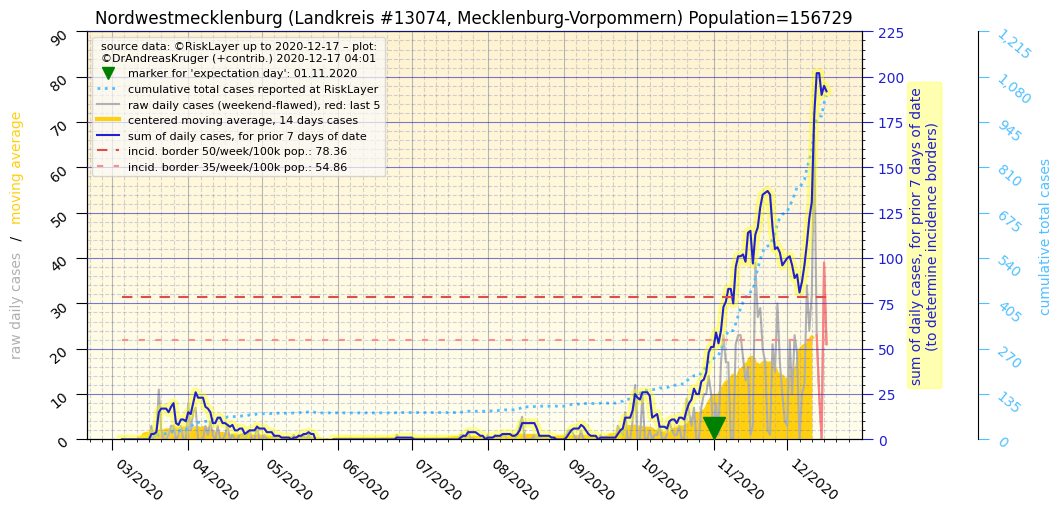 Nordwestmecklenburg (Landkreis #13074, Mecklenburg-Vorpommern) Population=156729
source data: ©RiskLayer up to 2020-12-17 – plot:
©DrAndreasKruger (+contrib.) 2020-12-17 04:01
marker for 'expectation day': 01.11.2020
cumulative total cases reported at RiskLayer
raw daily cases (weekend-flawed), red: last 5
centered moving average, 14 days cases
sum of daily cases, for prior 7 days of date
incid. border 50/week/100k pop.: 78.36
incid. border 35/week/100k pop.: 54.86
raw daily cases / moving average
90
80
70
60
50
40
30
20
10
0
03/2020
04/2020
05/2020
06/2020
07/2020
08/2020
09/2020
10/2020
11/2020
12/2020
225
200
175
150
125
100
75
50
25
0
sum of daily cases, for prior 7 days of date
(to determine incidence borders)
1,215
1,080
945
810
675
540
405
270
135
0
cumulative total cases